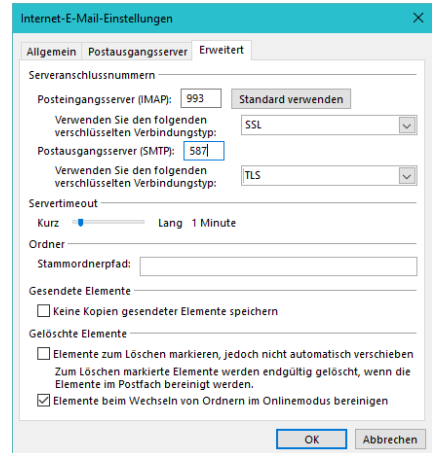 Internet-E-Mail-Einstellungen
Allgemein Postausgangsserver Erweitert
Serveranschlussnummern
Posteingangsserver (IMAP): 993 Standard verwenden
Verwenden Sie den folgenden
verschlüsselten Verbindungstyp: SSL
Postausgangsserver (SMTP): 587
Verwenden Sie den folgenden
verschlüsselten Verbindungstyp: TLS
Servertimeout
Kurz Lang 1 Minute
Ordner
Stammordnerpfad:
Gesendete Elemente
Keine Kopien gesendeter Elemente speichern
Gelöschte Elemente
Elemente zum Löschen markieren, jedoch nicht automatisch verschieben
Zum Löschen markierte Elemente werden endgültig gelöscht, wenn die
Elemente im Postfach bereinigt werden.
Elemente beim Wechseln von Ordnern im Onlinemodus bereinigen
OK Abbrechen